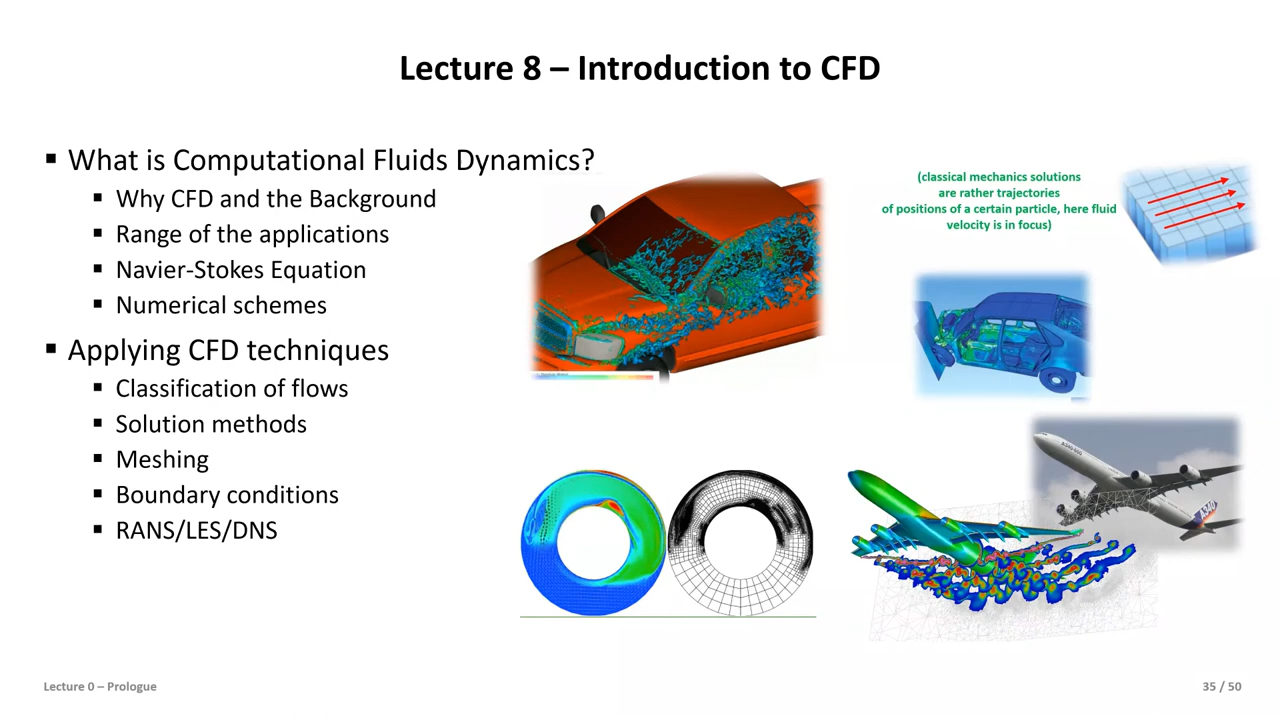 Lecture 8 – Introduction to CFD
What is Computational Fluids Dynamics?
Why CFD and the Background
Range of the applications
Navier-Stokes Equation
Numerical schemes
Applying CFD techniques
Classification of flows
Solution methods
Meshing
Boundary conditions
RANS/LES/DNS
(classical mechanics solutions
are rather trajectories
of positions of a certain particle, here fluid
velocity is in focus)
A340
Lecture 0 – Prologue
35 / 50